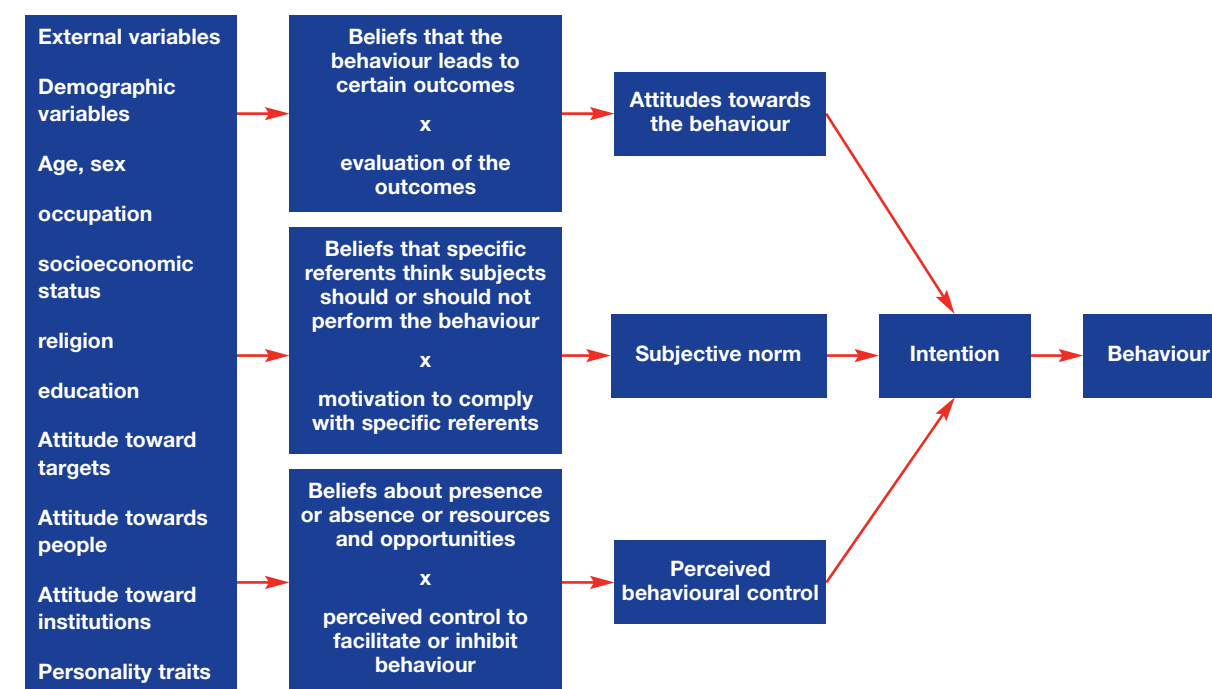 External variables
Demographic
variables
Age, sex
occupation
socioeconomic
status
religion
education
Attitude toward
targets
Attitude towards
people
Attitude toward
institutions
Personality traits
Beliefs that the
behaviour leads to
certain outcomes
x
evaluation of the
outcomes
Beliefs that specific
referents think subjects
should or should not
perform the behaviour
x
motivation to comply
with specific referents
Beliefs about presence
or absence or resources
and opportunities
x
perceived control to
facilitate or inhibit
behaviour
Attitudes towards
the behaviour
Subjective norm
Perceived
behavioural control
Intention
Behaviour